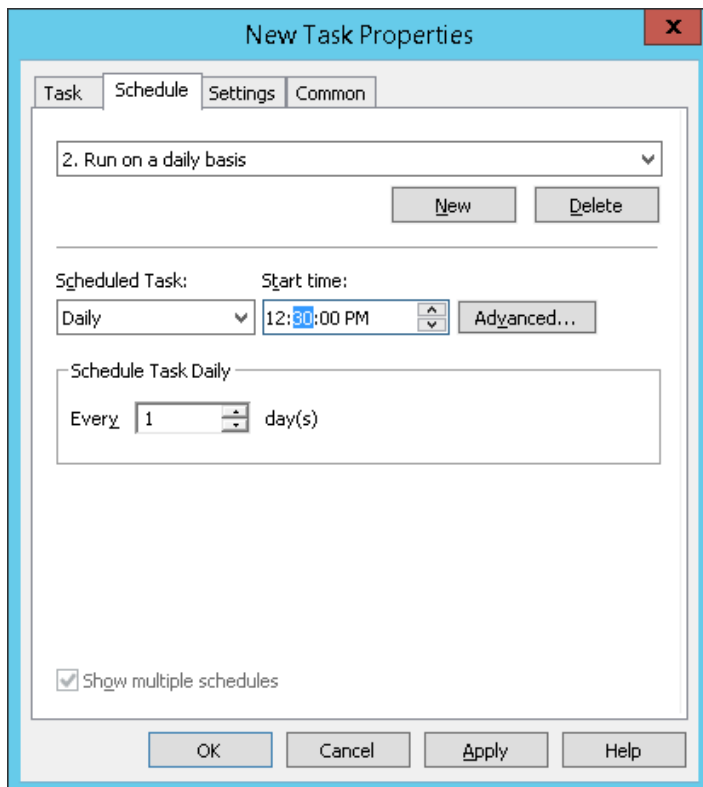 New Task Properties
x
Task Schedule Settings Common
2. Run on a daily basis
New Delete
Scheduled Task: Start time:
Daily 12:30:00 PM Advanced...
Schedule Task Daily
Every 1 day(s)
Show multiple schedules
OK Cancel Apply Help